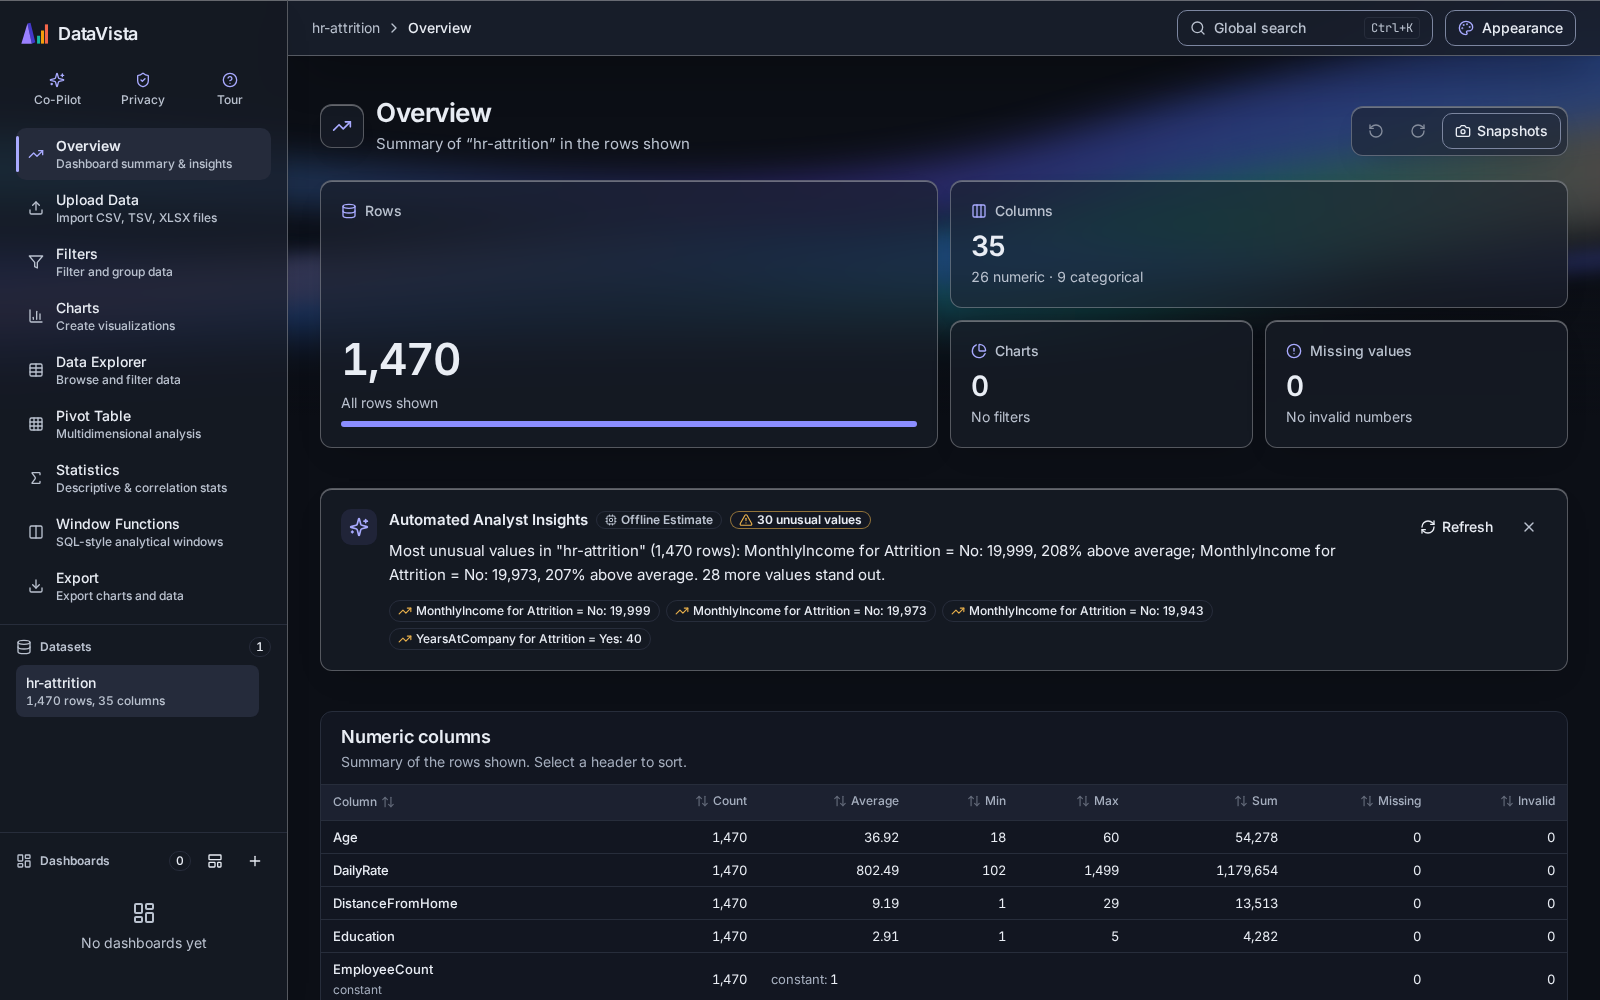 DataVista
Co-Pilot
Privacy
Tour
Overview
Dashboard summary & insights
Upload Data
Import CSV, TSV, XLSX files
Filters
Filter and group data
Charts
Create visualizations
Data Explorer
Browse and filter data
Pivot Table
Multidimensional analysis
Statistics
Descriptive & correlation stats
Window Functions
SQL-style analytical windows
Export
Export charts and data
Datasets 1
hr-attrition
1,470 rows, 35 columns
Dashboards 0
No dashboards yet
hr-attrition > Overview
Global search Ctrl+K
Appearance
Overview
Summary of “hr-attrition” in the rows shown
Snapshots
Rows
1,470
All rows shown
Columns
35
26 numeric · 9 categorical
Charts
0
No filters
Missing values
0
No invalid numbers
Automated Analyst Insights Offline Estimate 30 unusual values
Refresh
Most unusual values in "hr-attrition" (1,470 rows): MonthlyIncome for Attrition = No: 19,999, 208% above average; MonthlyIncome for
Attrition = No: 19,973, 207% above average. 28 more values stand out.
MonthlyIncome for Attrition = No: 19,999 MonthlyIncome for Attrition = No: 19,973 MonthlyIncome for Attrition = No: 19,943
YearsAtCompany for Attrition = Yes: 40
Numeric columns
Summary of the rows shown. Select a header to sort.
Column Count Average Min Max Sum Missing Invalid
Age 1,470 36.92 18 60 54,278 0 0
DailyRate 1,470 802.49 102 1,499 1,179,654 0 0
DistanceFromHome 1,470 9.19 1 29 13,513 0 0
Education 1,470 2.91 1 5 4,282 0 0
EmployeeCount 1,470 constant: 1 0 0
constant